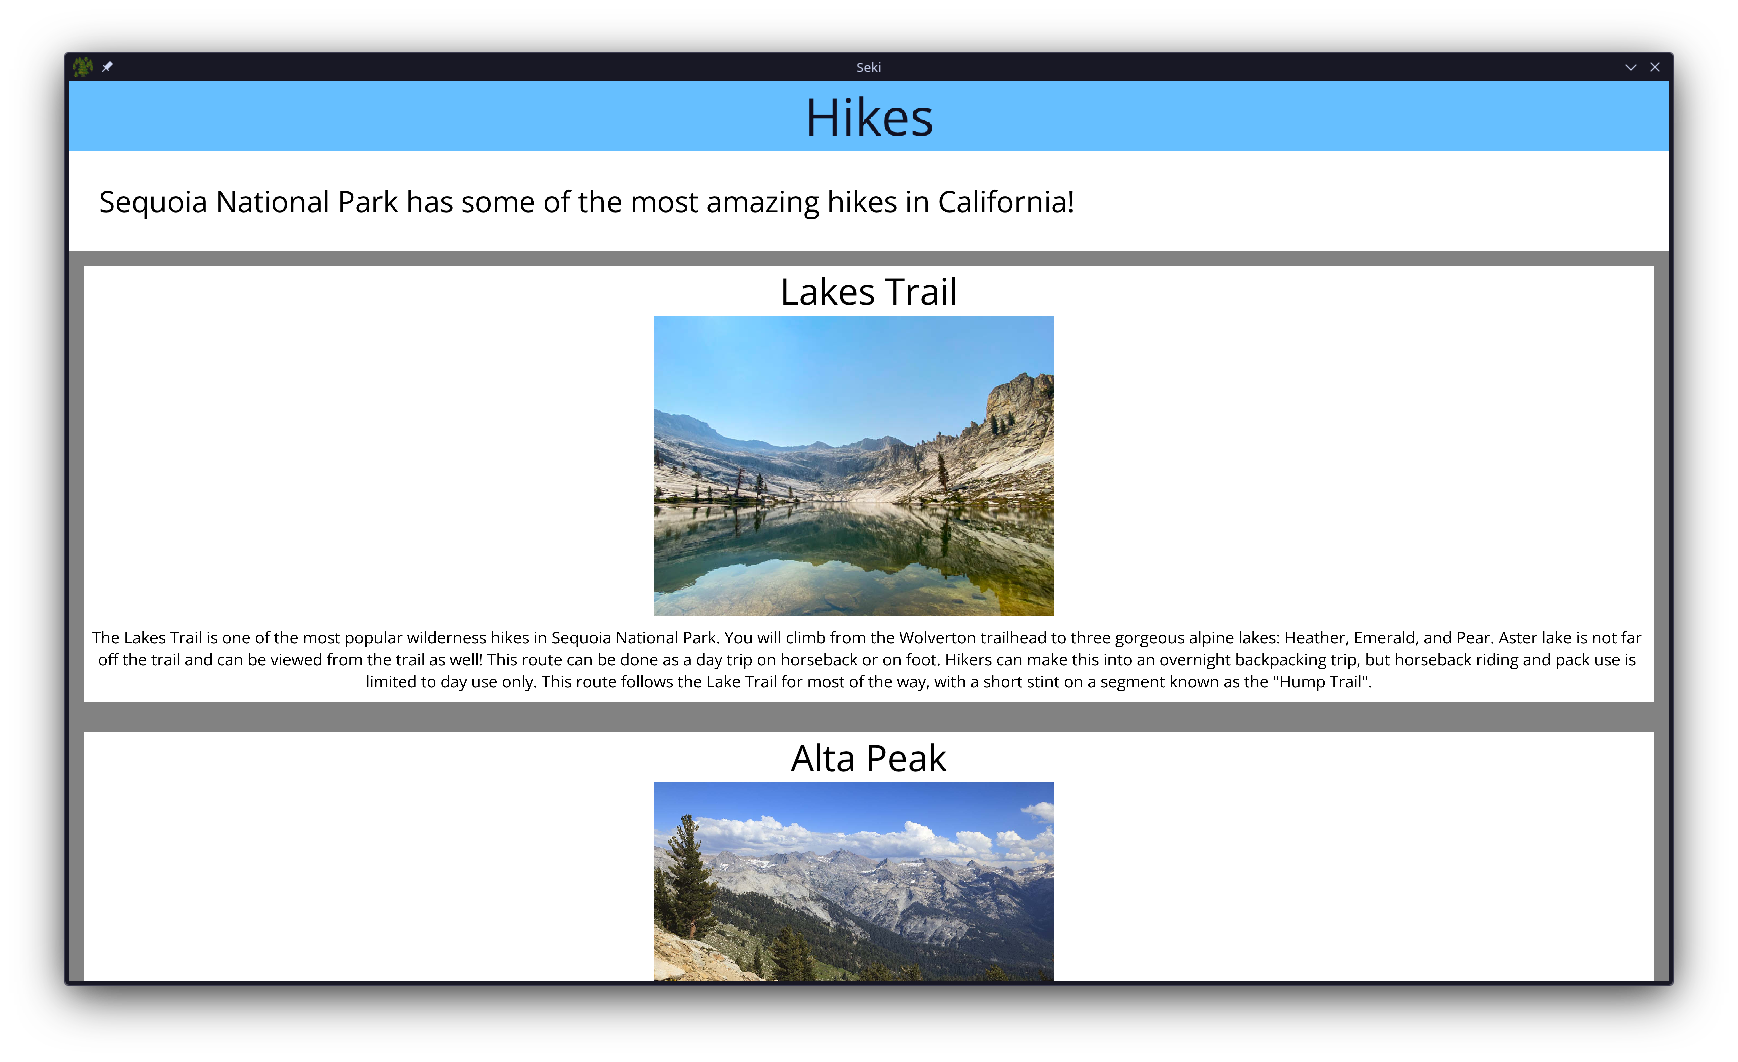 Seki
Hikes
Sequoia National Park has some of the most amazing hikes in California!
Lakes Trail
The Lakes Trail is one of the most popular wilderness hikes in Sequoia National Park. You will climb from the Wolverton trailhead to three gorgeous alpine lakes: Heather, Emerald, and Pear. Aster lake is not far
off the trail and can be viewed from the trail as well! This route can be done as a day trip on horseback or on foot. Hikers can make this into an overnight backpacking trip, but horseback riding and pack use is
limited to day use only. This route follows the Lake Trail for most of the way, with a short stint on a segment known as the "Hump Trail".
Alta Peak